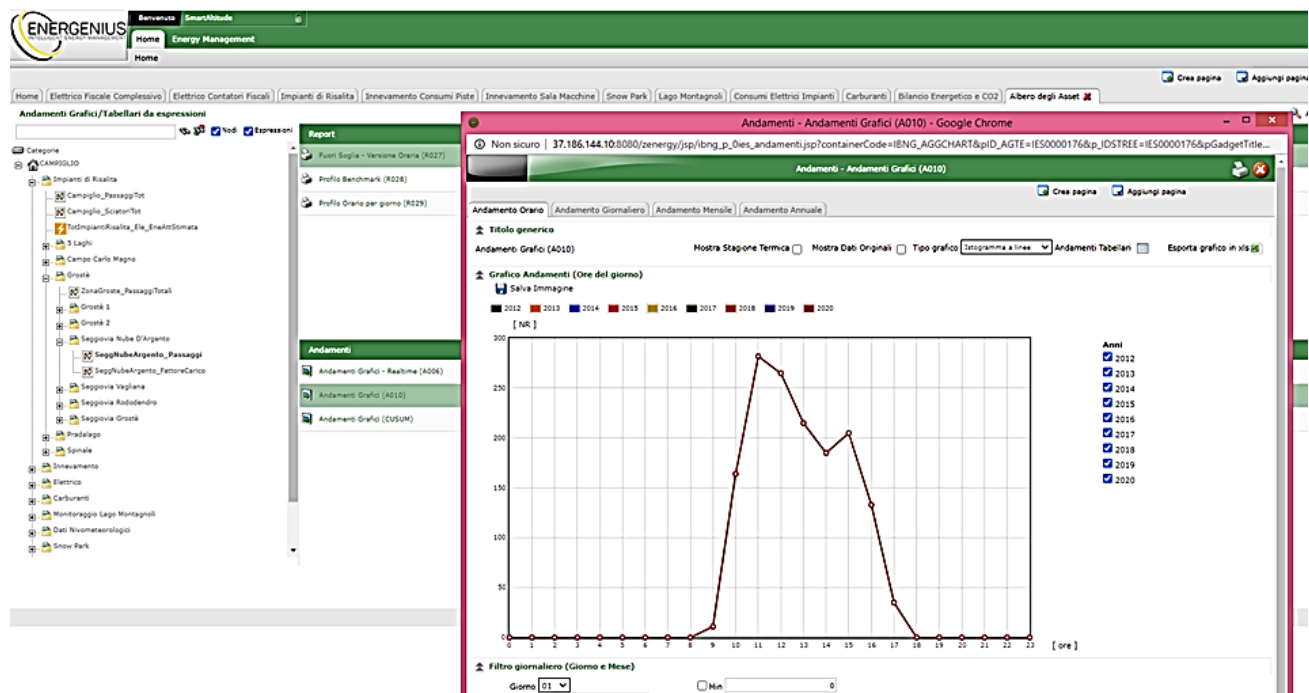 ENERGENIUS
INTELLIGENT ENERGY MANAGEMENT
Benvenuto SmartAltitude
Home Energy Management
Home
Crea pagina Aggiungi pagina
Home Elettrico Fiscale Complessivo Elettrico Contatori Fiscali Impianti di Risalita Innevamento Consumi Piste Innevamento Sala Macchine Snow Park Lago Montagnoli Consumi Elettrici Impianti Carburanti Bilancio Energetico e CO2 Albero degli Asset
Andamenti Grafici/Tabellari da espressioni
Nodi Espressioni
Categorie
CAMPIGLIO
Impianti di Risalita
Campiglio_PassaggiTot
Campiglio_SciatoriTot
TotImpiantiRisalita_Ele_EneAttStimata
5 Laghi
Campo Carlo Magno
Grostè
ZonaGroste_PassaggiTotali
Grostè 1
Grostè 2
Seggiovia Nube D'Argento
SeggNubeArgento_Passaggi
SeggNubeArgento_FattoreCarico
Seggiovia Vagliana
Seggiovia Rododendro
Seggiovia Grostè
Pradalago
Spinale
Innevamento
Elettrico
Carburanti
Monitoraggio Lago Montagnoli
Dati Nivometeorologici
Snow Park
Report
Fuori Soglia - Versione Oraria (R027)
Profilo Benchmark (R028)
Profilo Orario per giorno (R029)
Andamenti
Andamenti Grafici - Realtime (A006)
Andamenti Grafici (A010)
Andamenti Grafici (CUSUM)
Andamenti - Andamenti Grafici (A010) - Google Chrome
Non sicuro | 37.186.144.10:8080/zenergy/jsp/ibng_p_0ies_andamenti.jsp?containerCode=IBNG_AGGCHART&pID_AGTE=IES0000176&p_IDSTREE=IES0000176&pGadgetTitle...
Andamenti - Andamenti Grafici (A010)
Crea pagina Aggiungi pagina
Andamento Orario Andamento Giornaliero Andamento Mensile Andamento Annuale
Titolo generico
Andamenti Grafici (A010) Mostra Stagione Termica Mostra Dati Originali Tipo grafico Istogramma a linee Andamenti Tabellari Esporta grafico in xls
Grafico Andamenti (Ore del giorno)
Salva Immagine
2012 2013 2014 2015 2016 2017 2018 2019 2020
[ NR ]
300
250
200
150
100
50
0
0 1 2 3 4 5 6 7 8 9 10 11 12 13 14 15 16 17 18 19 20 21 22 23 [ ore ]
Anni
2012
2013
2014
2015
2016
2017
2018
2019
2020
Filtro giornaliero (Giorno e Mese)
Giorno 01 Min 0